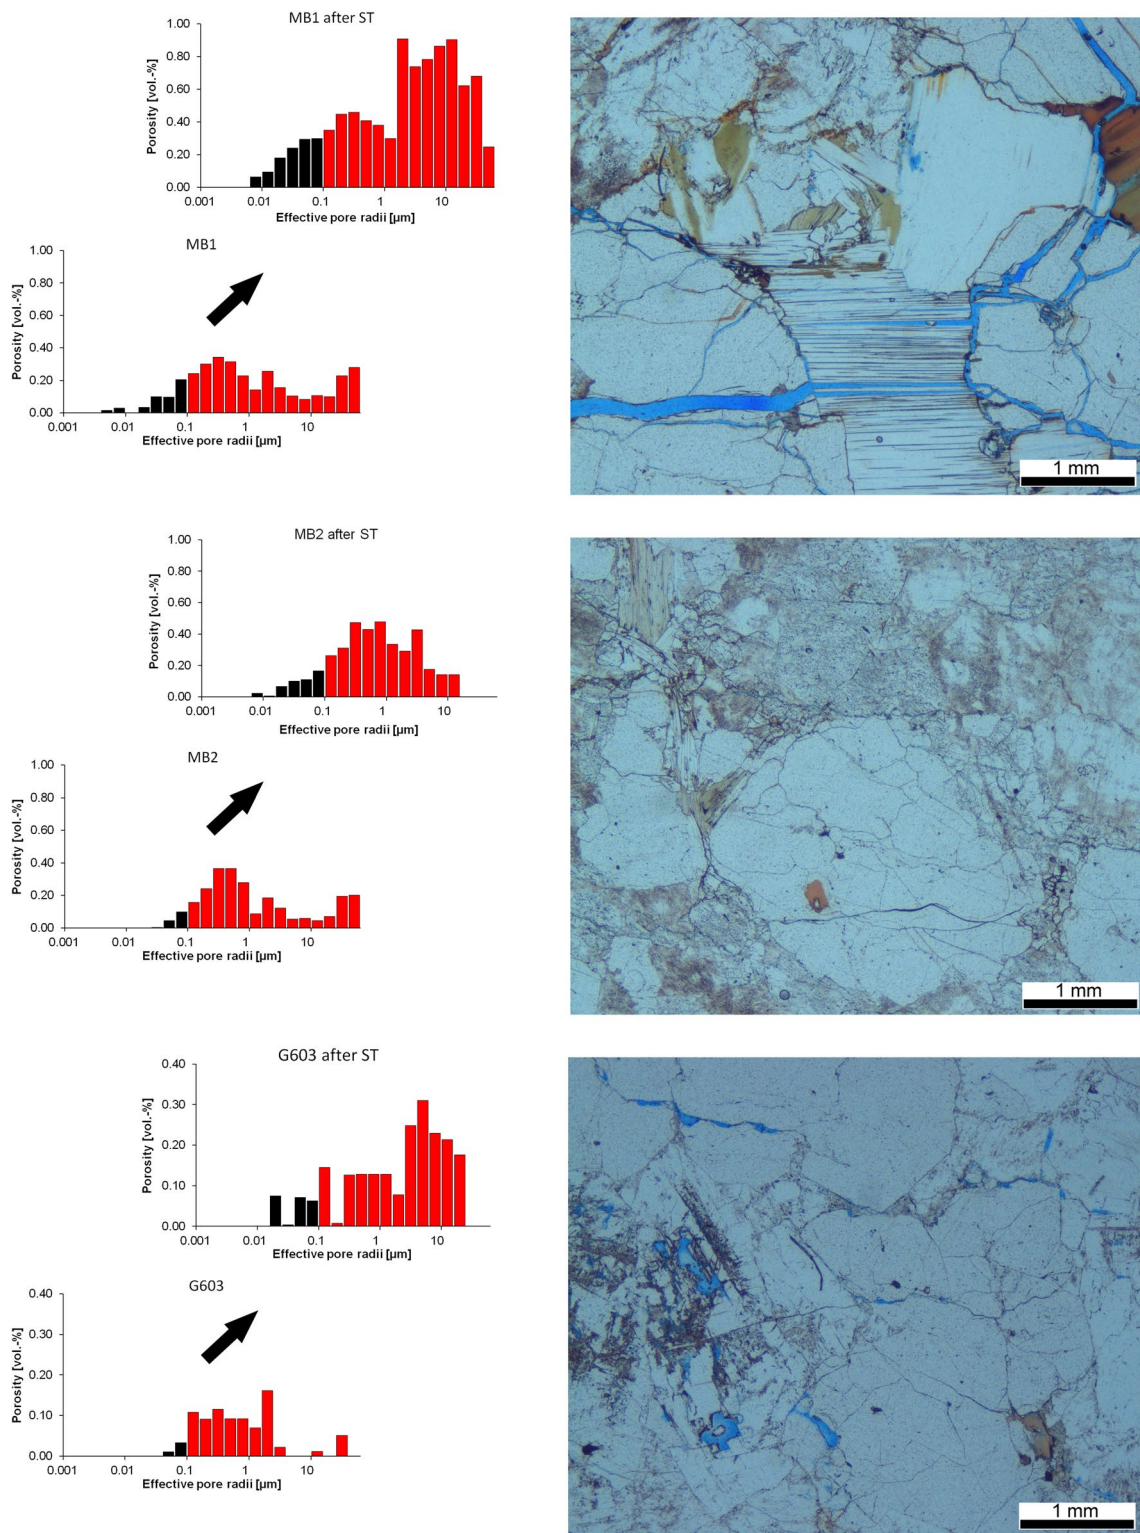 MB1 after ST
Porosity [vol.-%]
1.00
0.80
0.60
0.40
0.20
0.00
0.001 0.01 0.1 1 10
Effective pore radii [µm]
MB1
Porosity [vol.-%]
1.00
0.80
0.60
0.40
0.20
0.00
0.001 0.01 0.1 1 10
Effective pore radii [µm]
1 mm
MB2 after ST
Porosity [vol.-%]
1.00
0.80
0.60
0.40
0.20
0.00
0.001 0.01 0.1 1 10
Effective pore radii [µm]
MB2
Porosity [vol.-%]
1.00
0.80
0.60
0.40
0.20
0.00
0.001 0.01 0.1 1 10
Effective pore radii [µm]
1 mm
G603 after ST
Porosity [vol.-%]
0.40
0.30
0.20
0.10
0.00
0.001 0.01 0.1 1 10
Effective pore radii [µm]
G603
Porosity [vol.-%]
0.40
0.30
0.20
0.10
0.00
0.001 0.01 0.1 1 10
Effective pore radii [µm]
1 mm